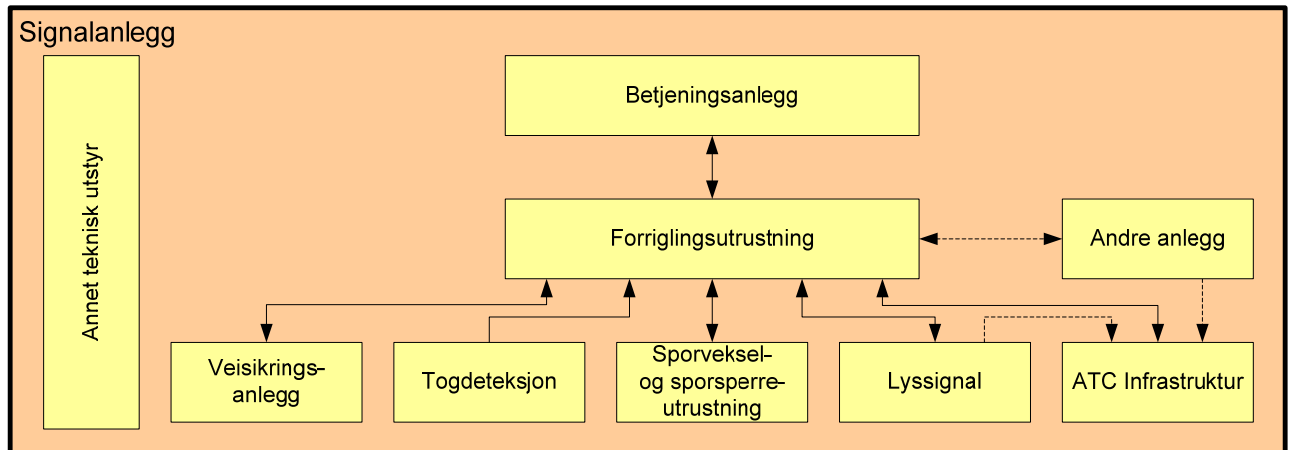 Signalanlegg
Annet teknisk utstyr
Betjeningsanlegg
Forriglingsutrustning
Andre anlegg
Veisikrings-
anlegg
Togdeteksjon
Sporveksel-
og sporsperre-
utrustning
Lyssignal
ATC Infrastruktur